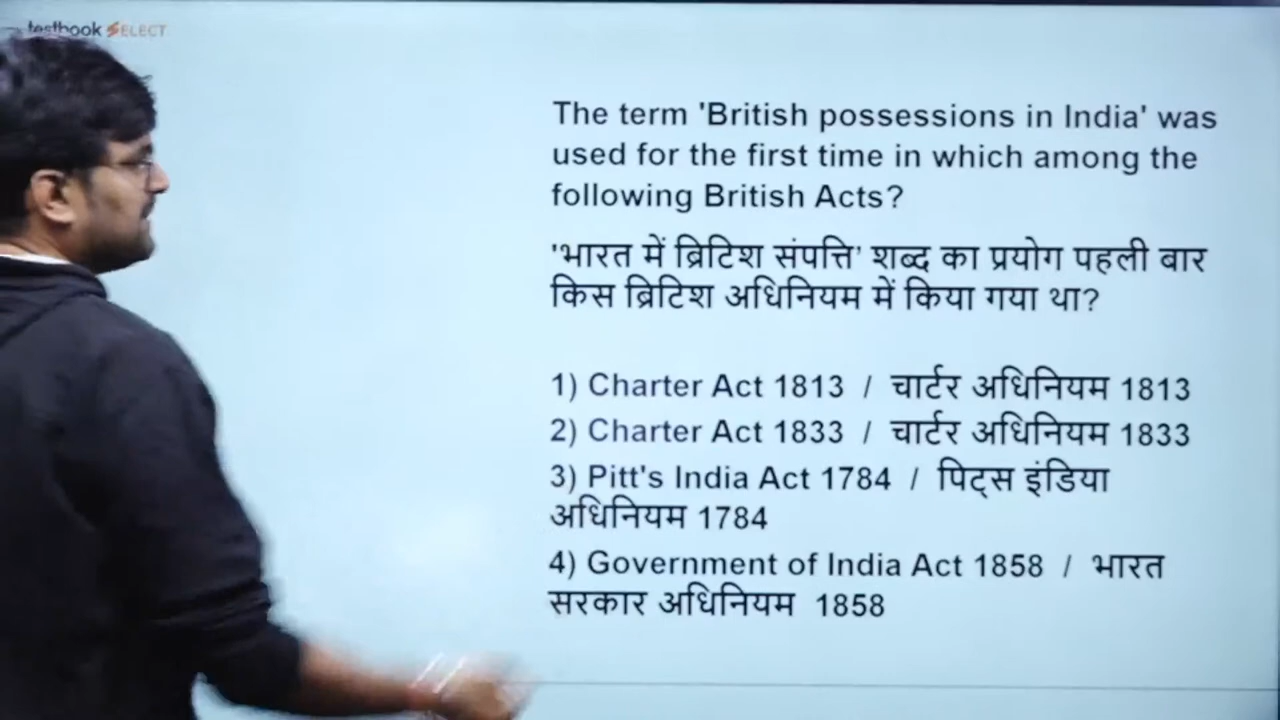 testbook SELECT
The term 'British possessions in India' was
used for the first time in which among the
following British Acts?
'भारत में ब्रिटिश संपत्ति' शब्द का प्रयोग पहली बार
किस ब्रिटिश अधिनियम में किया गया था?
1) Charter Act 1813 / चार्टर अधिनियम 1813
2) Charter Act 1833 / चार्टर अधिनियम 1833
3) Pitt's India Act 1784 / पिट्स इंडिया
अधिनियम 1784
4) Government of India Act 1858 / भारत
सरकार अधिनियम 1858